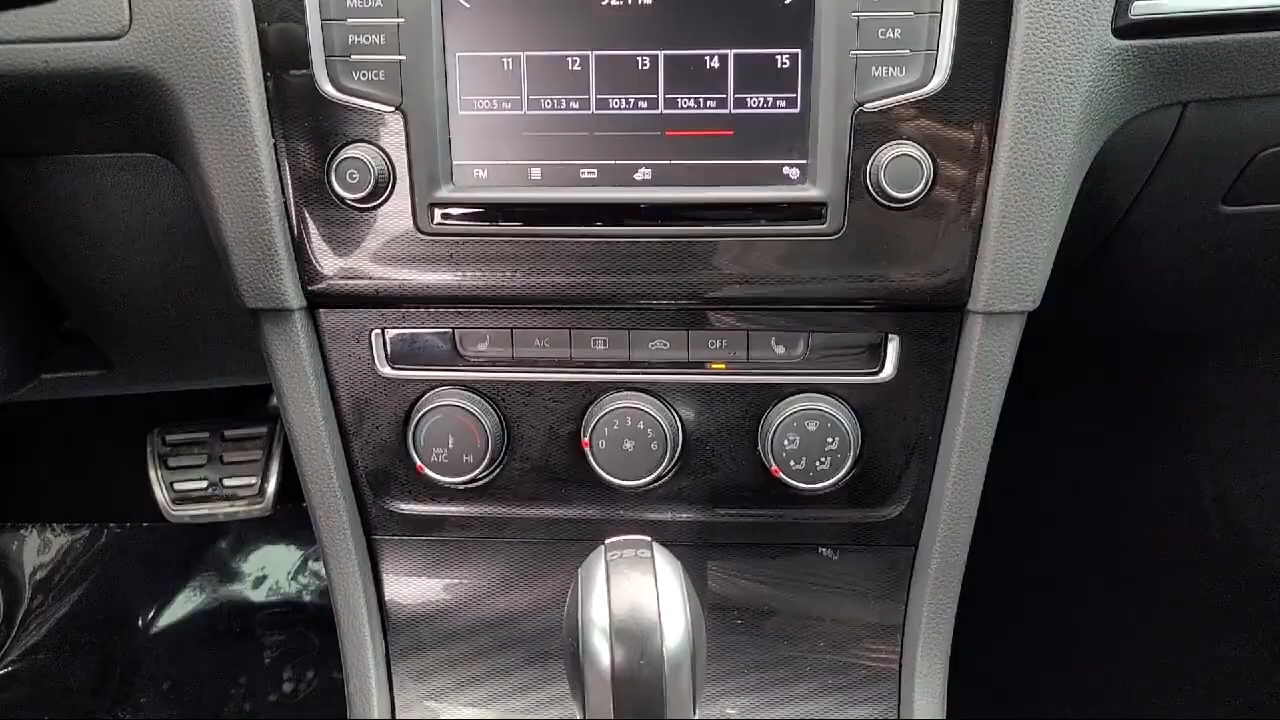 MEDIA
PHONE
VOICE
CAR
MENU
11 12 13 14 15
100.5 FM 101.3 FM 103.7 FM 104.1 FM 107.7 FM
FM
A/C
OFF
MAX
A/C HI
0 1 2 3 4 5 6
DSG